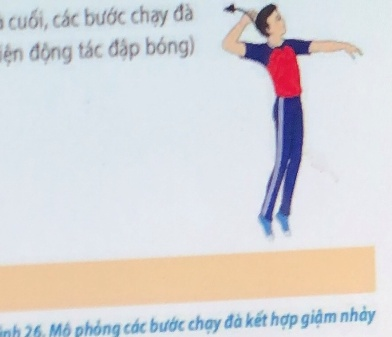 cuối, các bước chạy đà
iện động tác đập bóng)
ình 26. Mô phỏng các bước chạy đà kết hợp giậm nhảy